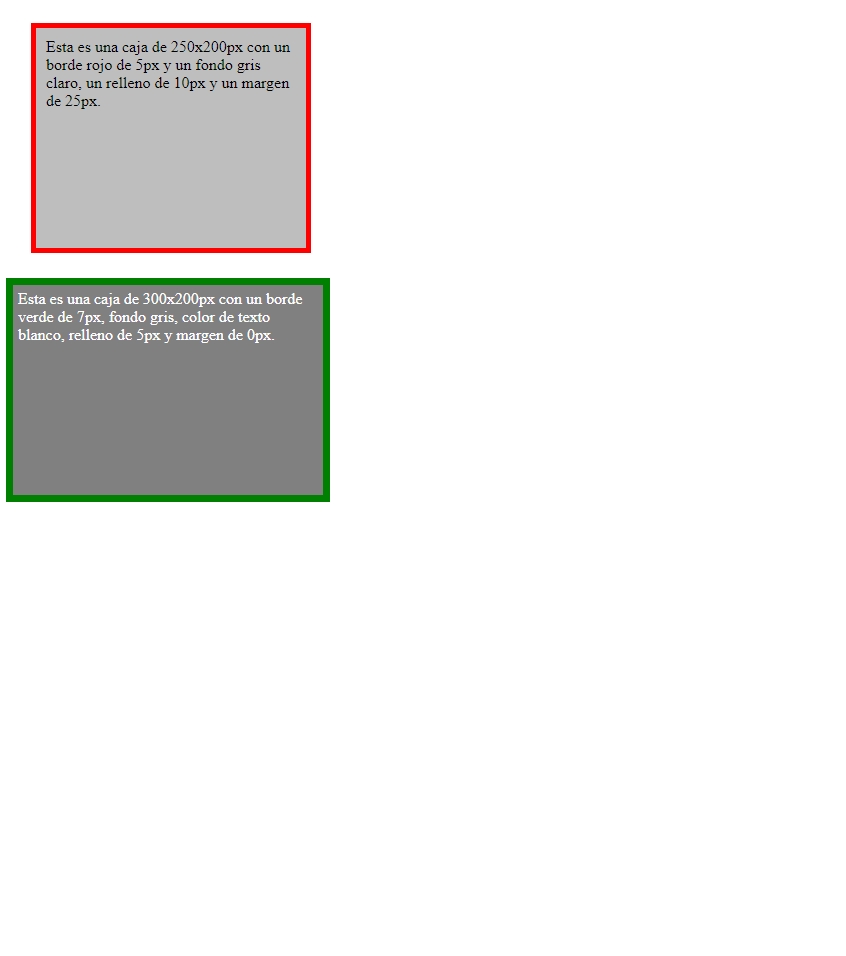 Esta es una caja de 250x200px con un
borde rojo de 5px y un fondo gris
claro, un relleno de 10px y un margen
de 25px.
Esta es una caja de 300x200px con un borde
verde de 7px, fondo gris, color de texto
blanco, relleno de 5px y margen de 0px.